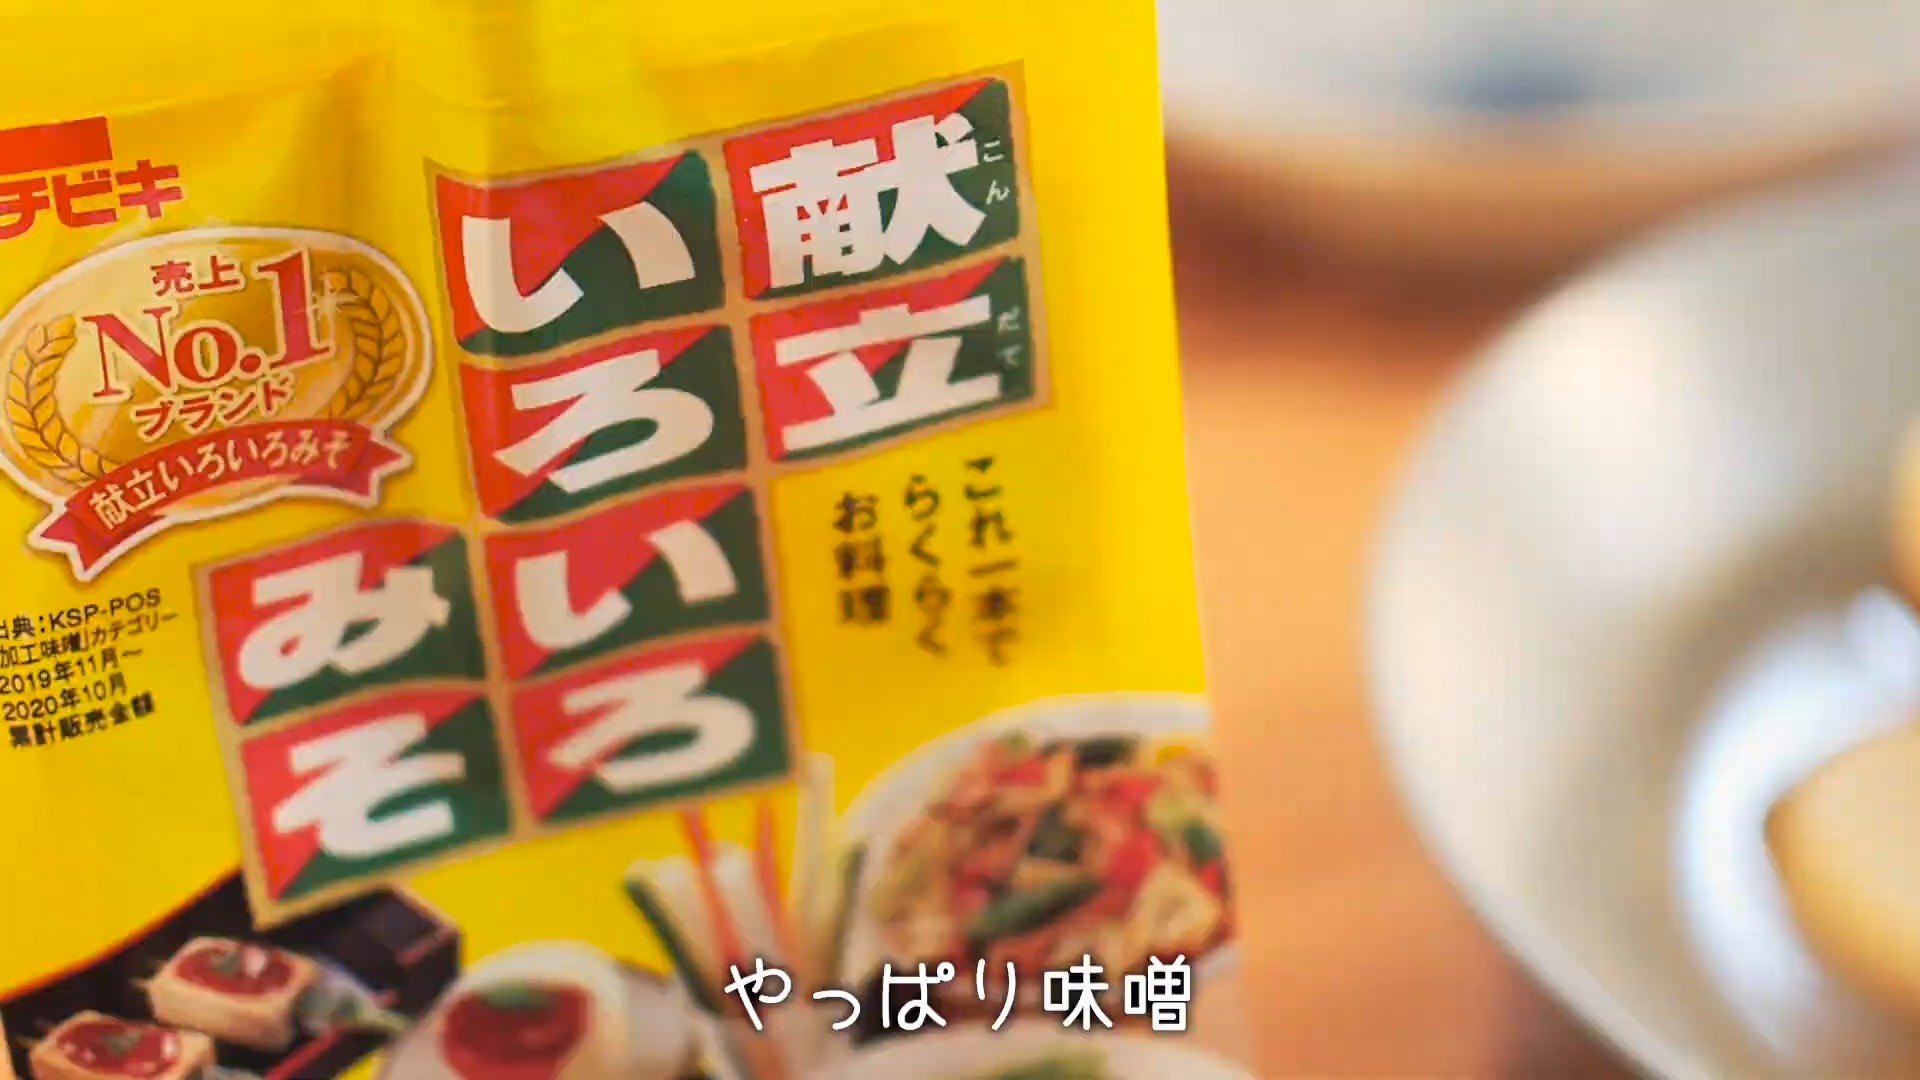 チビキ
売上
No.1
ブランド
献立いろいろみそ
出典:KSP-POS
「加工味噌」カテゴリー
2019年11月~
2020年10月
累計販売金額
献立
こんだて
いろいろ
みそ
これ一本で
らくらく
お料理
やっぱり味噌